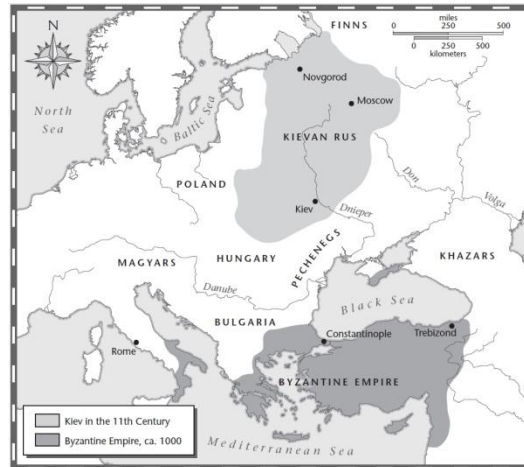 N
FINNS
miles
0 250 500
0 250 500
kilometers
Novgorod
Moscow
North
Sea
Baltic Sea
KIEVAN RUS
POLAND
Don
Volga
Kiev
Dnieper
PECHENEGS
HUNGARY
MAGYARS
KHAZARS
Danube
BULGARIA
Black Sea
Constantinople
Trebizond
Rome
BYZANTINE EMPIRE
Kiev in the 11th Century
Byzantine Empire, ca. 1000
Mediterranean Sea